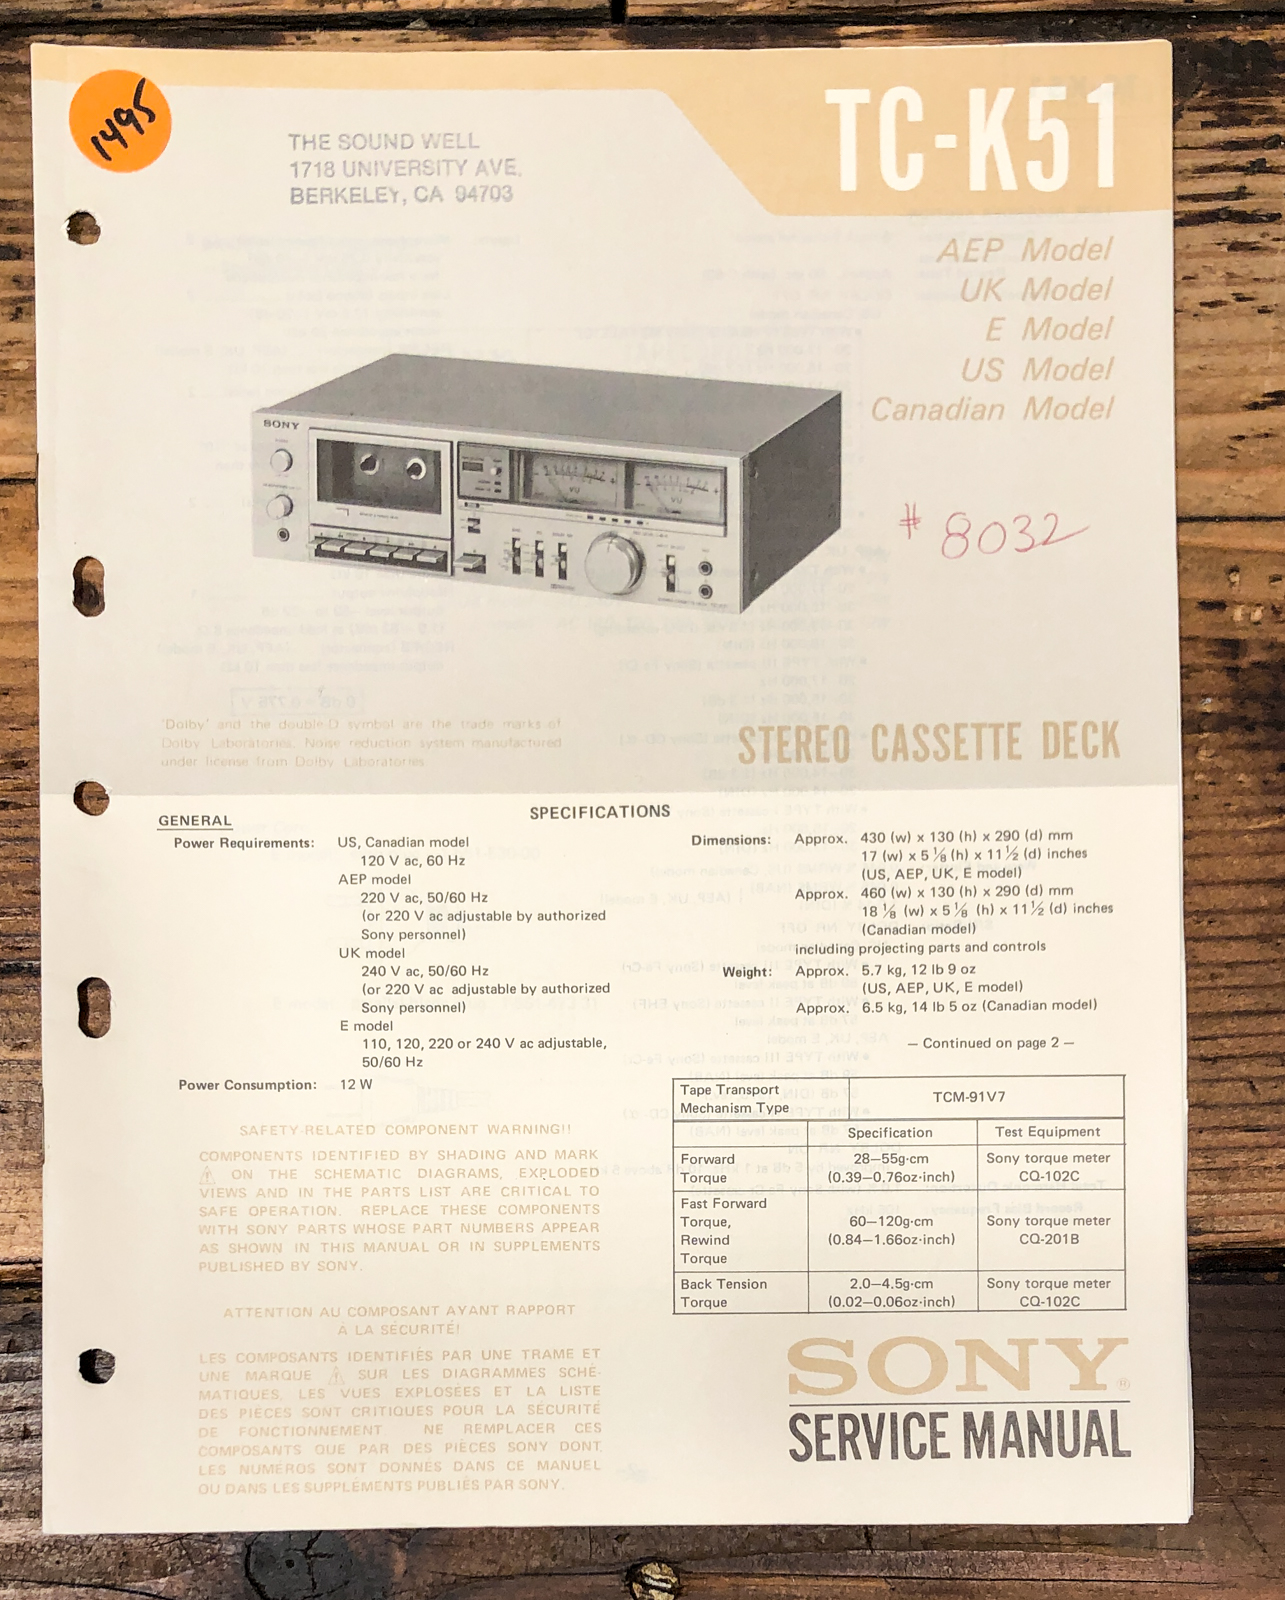 1495
THE SOUND WELL
1718 UNIVERSITY AVE,
BERKELEY, CA 94703
TC-K51
AEP Model
UK Model
E Model
US Model
Canadian Model
# 8032
SONY
VU
VU
'Dolby' and the double-D symbol are the trade marks of
Dolby Laboratories. Noise reduction system manufactured
under license from Dolby Laboratories
STEREO CASSETTE DECK
SPECIFICATIONS
GENERAL
Power Requirements: US, Canadian model
120 V ac, 60 Hz
AEP model
220 V ac, 50/60 Hz
(or 220 V ac adjustable by authorized
Sony personnel)
UK model
240 V ac, 50/60 Hz
(or 220 V ac adjustable by authorized
Sony personnel)
E model
110, 120, 220 or 240 V ac adjustable,
50/60 Hz
Power Consumption: 12 W
Dimensions: Approx. 430 (w) x 130 (h) x 290 (d) mm
17 (w) x 5 1/8 (h) x 11 1/2 (d) inches
(US, AEP, UK, E model)
Approx. 460 (w) x 130 (h) x 290 (d) mm
18 1/8 (w) x 5 1/8 (h) x 11 1/2 (d) inches
(Canadian model)
including projecting parts and controls
Weight: Approx. 5.7 kg, 12 lb 9 oz
(US, AEP, UK, E model)
Approx. 6.5 kg, 14 lb 5 oz (Canadian model)
— Continued on page 2 —
SAFETY-RELATED COMPONENT WARNING!!
COMPONENTS IDENTIFIED BY SHADING AND MARK
⚠ ON THE SCHEMATIC DIAGRAMS, EXPLODED
VIEWS AND IN THE PARTS LIST ARE CRITICAL TO
SAFE OPERATION. REPLACE THESE COMPONENTS
WITH SONY PARTS WHOSE PART NUMBERS APPEAR
AS SHOWN IN THIS MANUAL OR IN SUPPLEMENTS
PUBLISHED BY SONY.
ATTENTION AU COMPOSANT AYANT RAPPORT
À LA SÉCURITÉ!
LES COMPOSANTS IDENTIFIÉS PAR UNE TRAME ET
UNE MARQUE ⚠ SUR LES DIAGRAMMES SCHÉ-
MATIQUES, LES VUES EXPLOSÉES ET LA LISTE
DES PIÈCES SONT CRITIQUES POUR LA SÉCURITÉ
DE FONCTIONNEMENT. NE REMPLACER CES
COMPOSANTS QUE PAR DES PIÈCES SONY DONT
LES NUMÉROS SONT DONNÉS DANS CE MANUEL
OU DANS LES SUPPLÉMENTS PUBLIÉS PAR SONY.
Tape Transport
Mechanism Type
TCM-91V7
Specification Test Equipment
Forward
Torque
28–55g·cm
(0.39–0.76oz·inch)
Sony torque meter
CQ-102C
Fast Forward
Torque,
Rewind
Torque
60–120g·cm
(0.84–1.66oz·inch)
Sony torque meter
CQ-201B
Back Tension
Torque
2.0–4.5g·cm
(0.02–0.06oz·inch)
Sony torque meter
CQ-102C
SONY®
SERVICE MANUAL